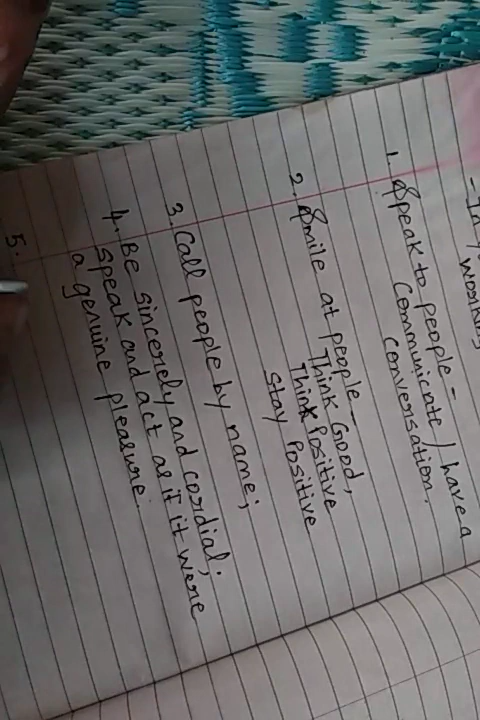 working
1. Speak to people -
Communicate / have a
conversation.
2. Smile at people -
Think Good,
Think Positive
Stay Positive
3. Call people by name;
4. Be sincerely and cordial;
speak and act as if it were
a genuine pleasure.
5.